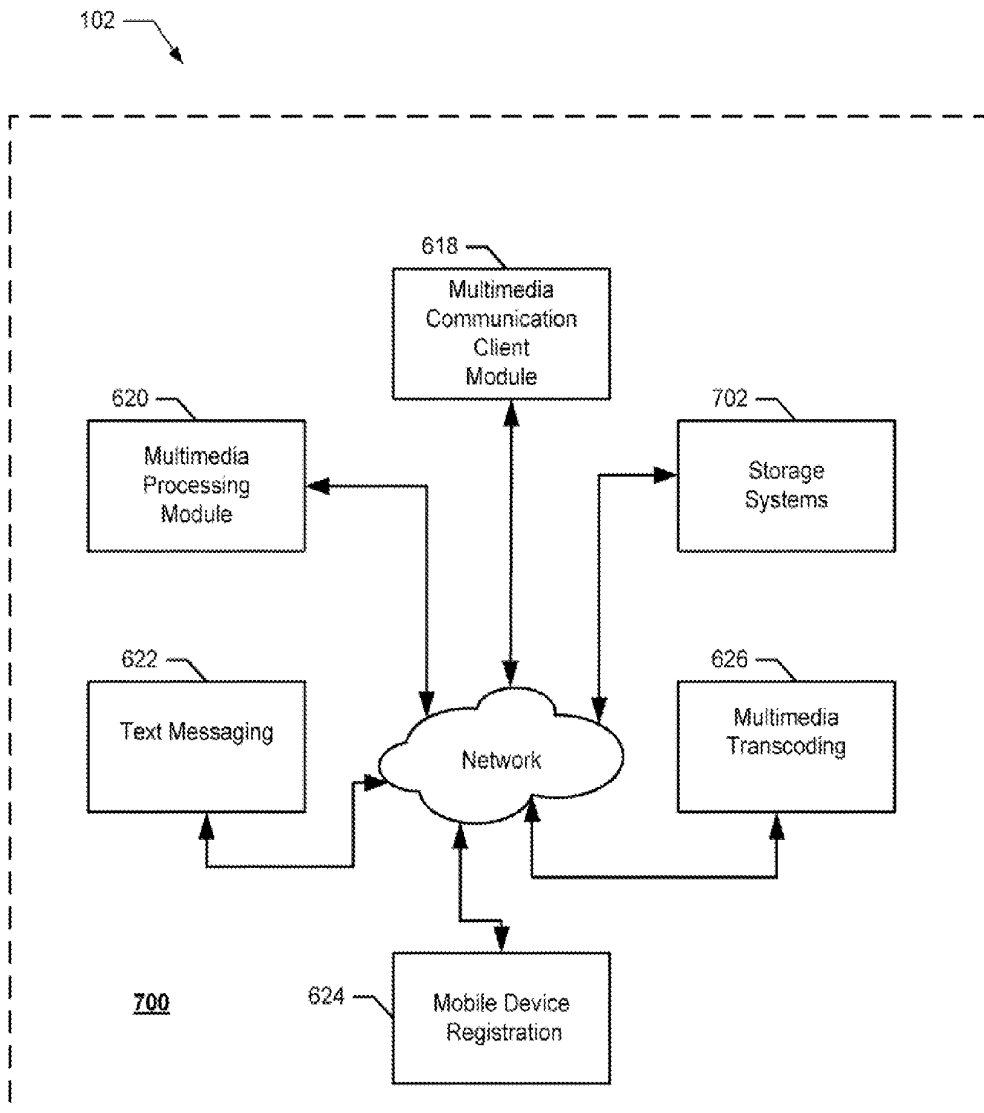 102
618
Multimedia
Communication
Client
Module
620
Multimedia
Processing
Module
702
Storage
Systems
622
Text Messaging
626
Multimedia
Transcoding
Network
700
624
Mobile Device
Registration